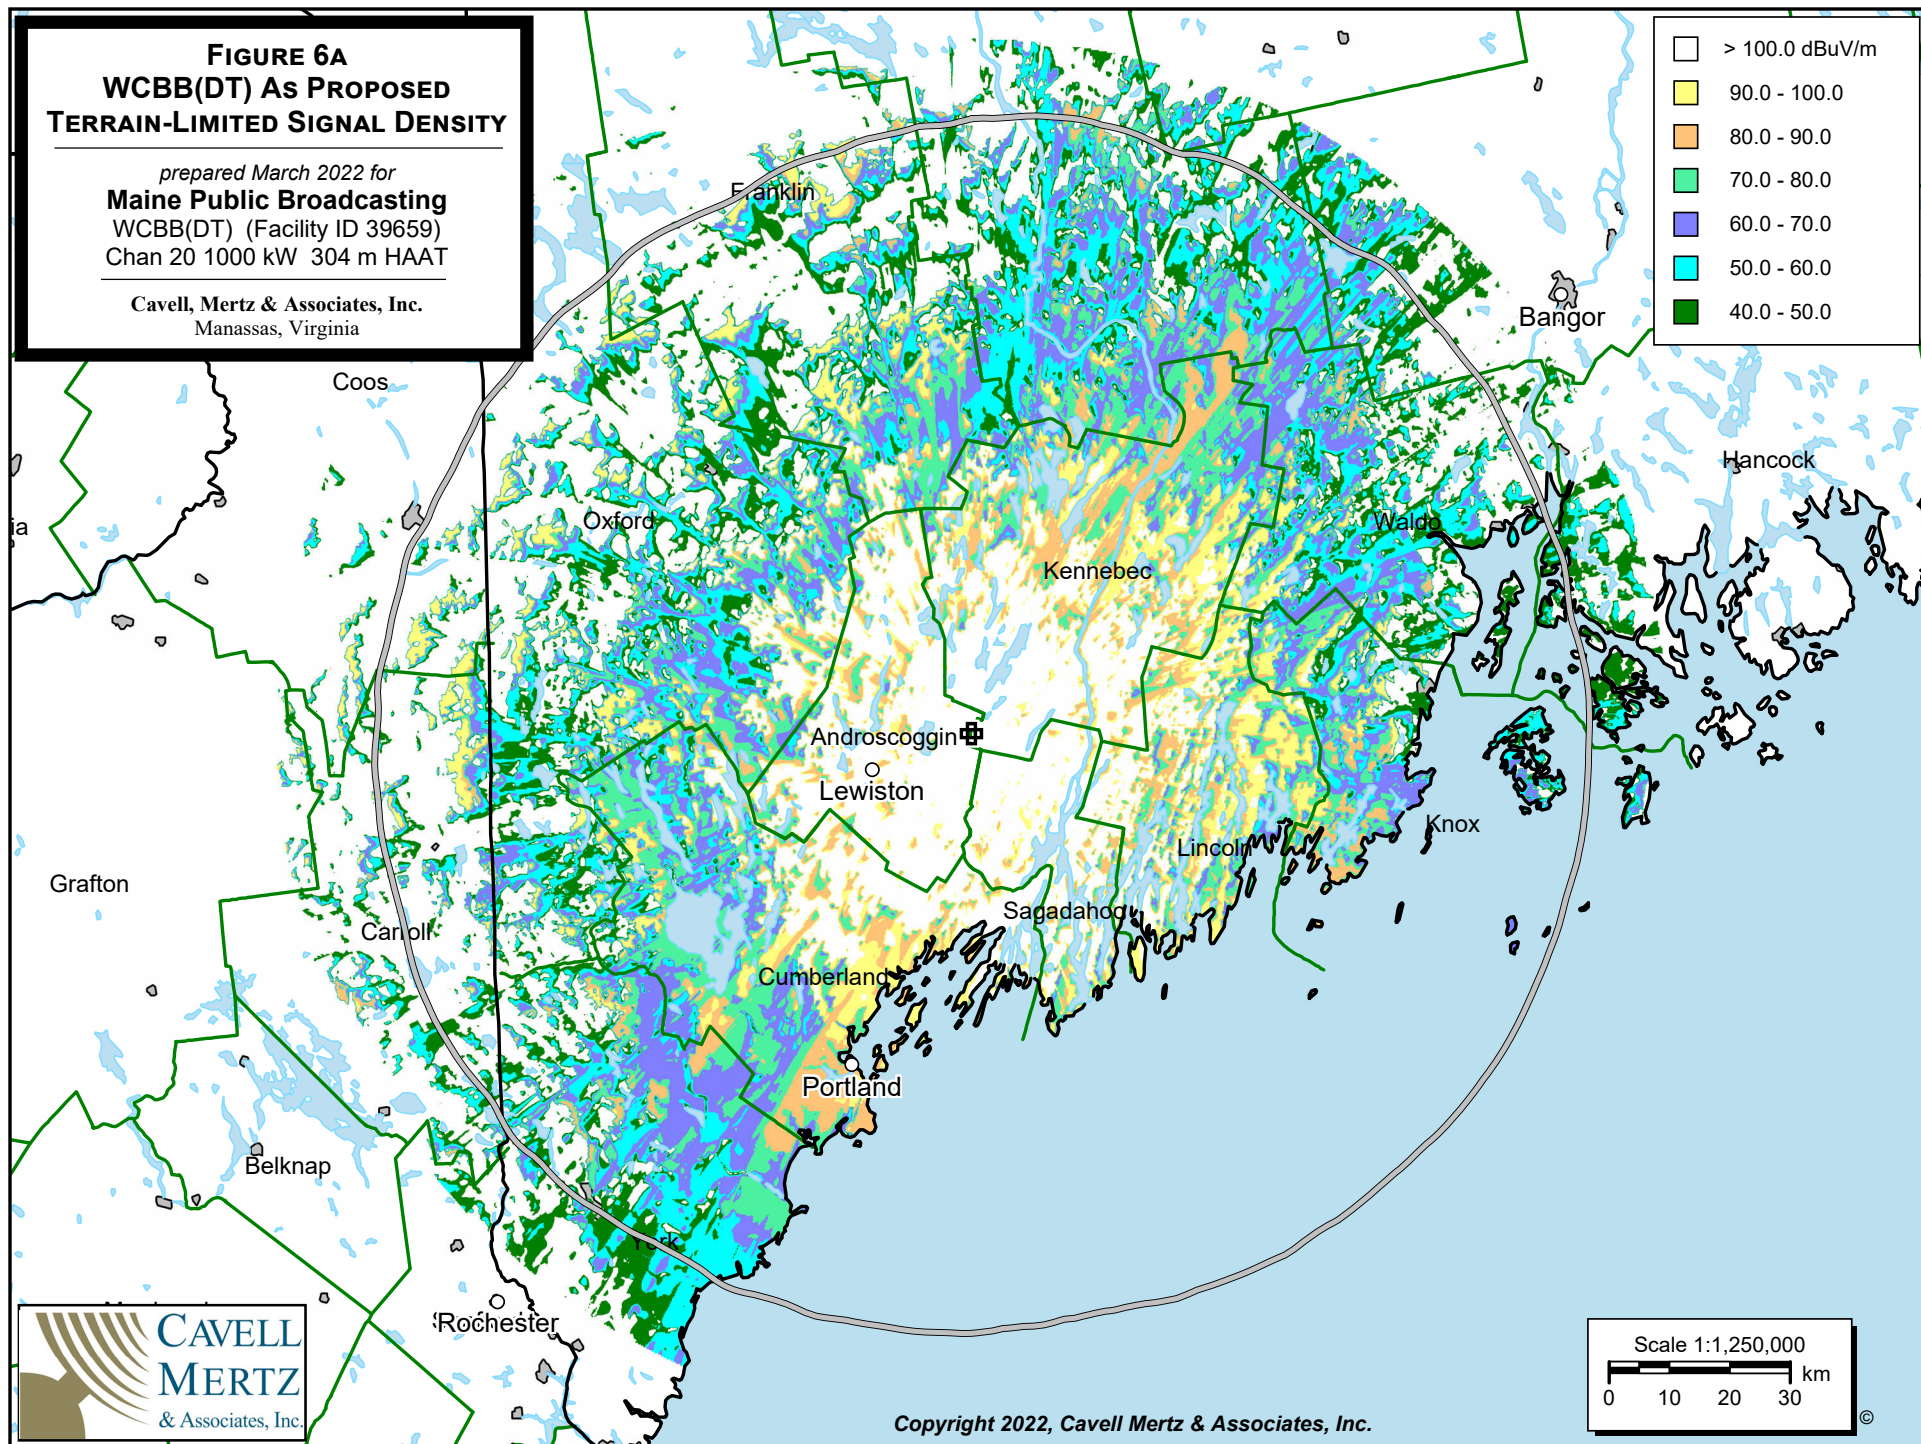 FIGURE 6A
WCBB(DT) AS PROPOSED
TERRAIN-LIMITED SIGNAL DENSITY
prepared March 2022 for
Maine Public Broadcasting
WCBB(DT) (Facility ID 39659)
Chan 20 1000 kW 304 m HAAT
Cavell, Mertz & Associates, Inc.
Manassas, Virginia
> 100.0 dBuV/m
90.0 - 100.0
80.0 - 90.0
70.0 - 80.0
60.0 - 70.0
50.0 - 60.0
40.0 - 50.0
Franklin
Bangor
Coos
Hancock
Oxford
Waldo
ia
Kennebec
Androscoggin
Lewiston
Knox
Lincoln
Grafton
Sagadahoc
Carroll
Cumberland
Portland
Belknap
York
Rochester
CAVELL
MERTZ
& Associates, Inc.
Scale 1:1,250,000
km
0 10 20 30
Copyright 2022, Cavell Mertz & Associates, Inc.
©